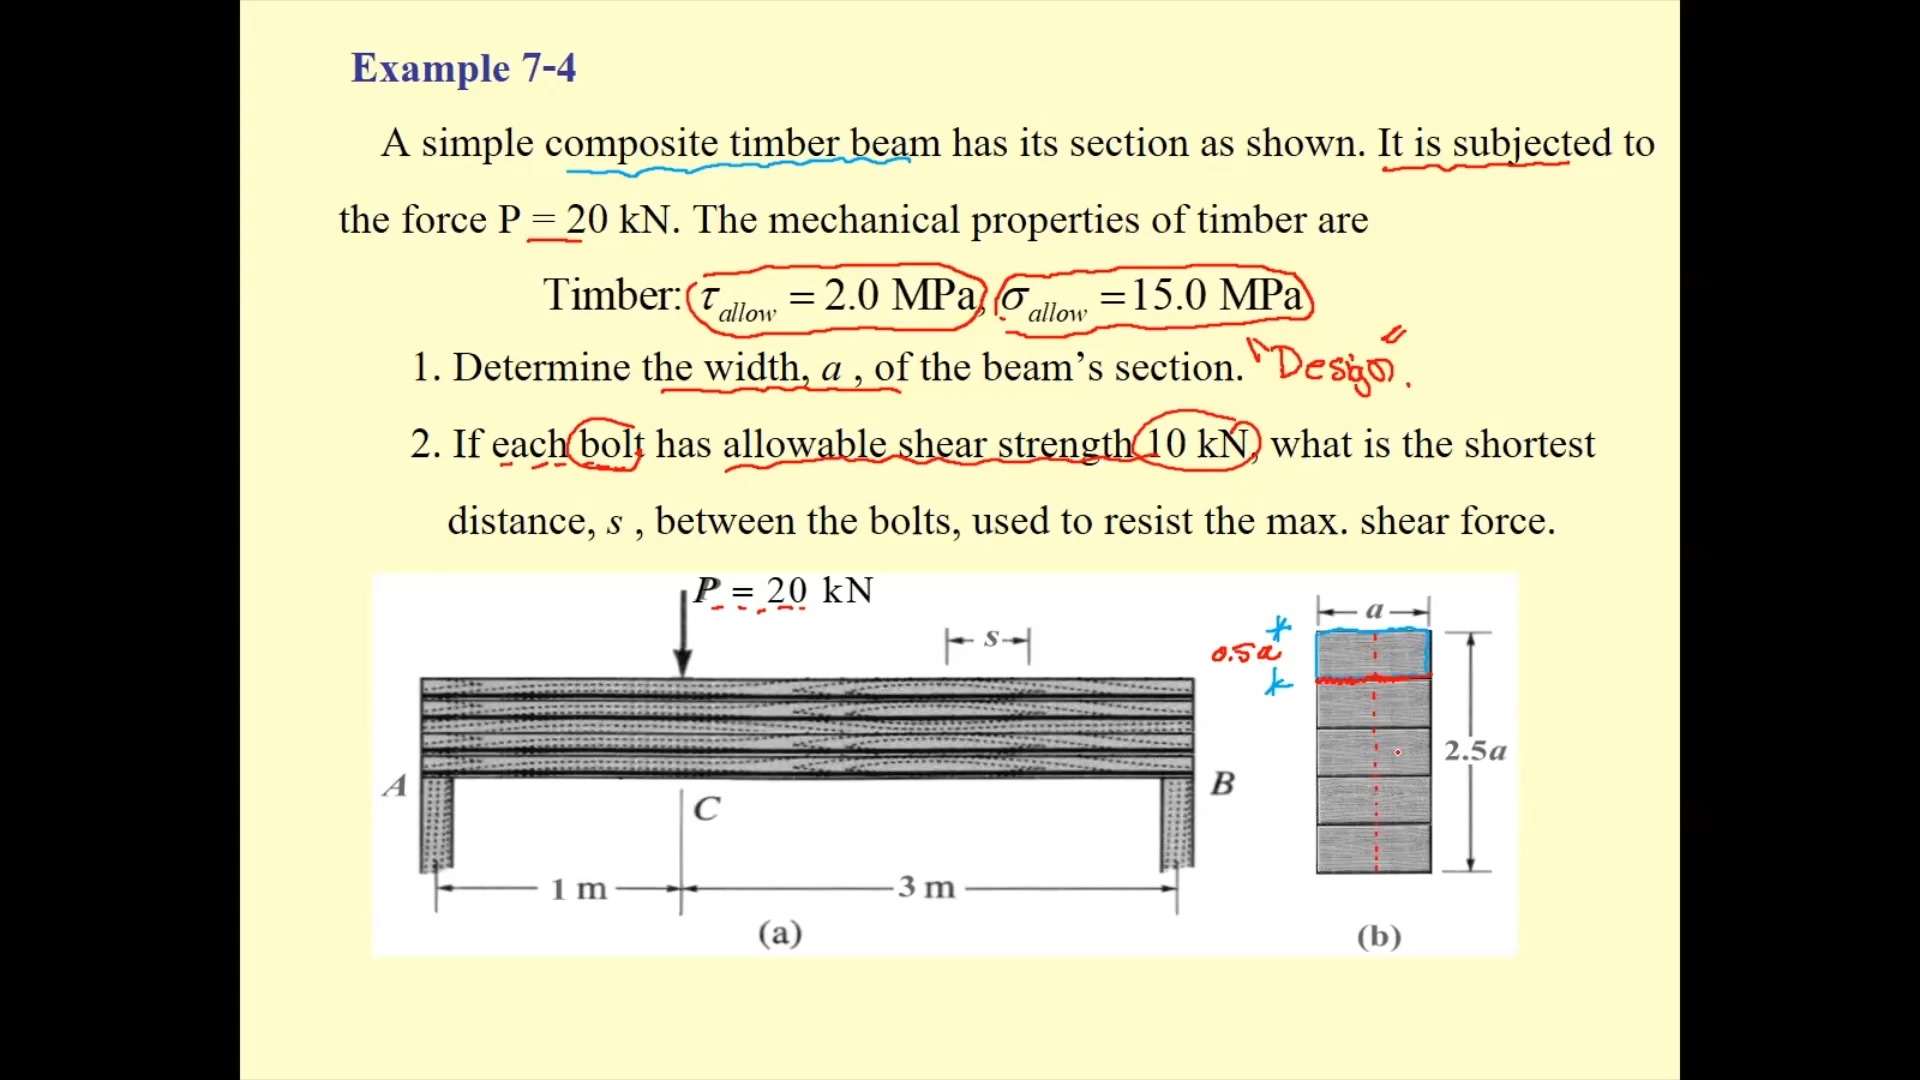 Example 7-4
A simple composite timber beam has its section as shown. It is subjected to
the force P = 20 kN. The mechanical properties of timber are
Timber: τallow = 2.0 MPa, σallow = 15.0 MPa
1. Determine the width, a , of the beam's section. "Design"
2. If each bolt has allowable shear strength 10 kN, what is the shortest
distance, s , between the bolts, used to resist the max. shear force.
P = 20 kN
s
a
0.5a
2.5a
A
B
C
1 m
3 m
(a)
(b)